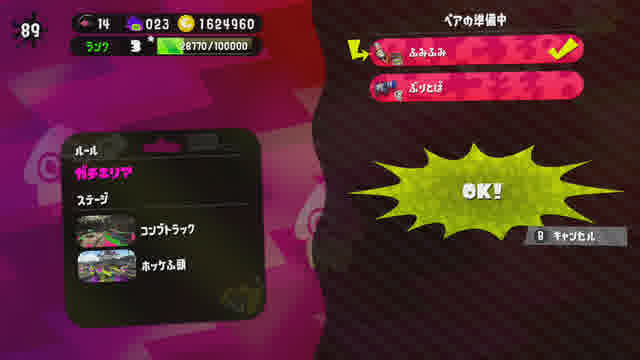 89
14
023
1624960
ランク
3
28770/100000
ルール
ガチエリア
ステージ
コンブトラック
ホッケふ頭
ペアの準備中
ふみふみ
ぷりとぱ
OK!
B キャンセル